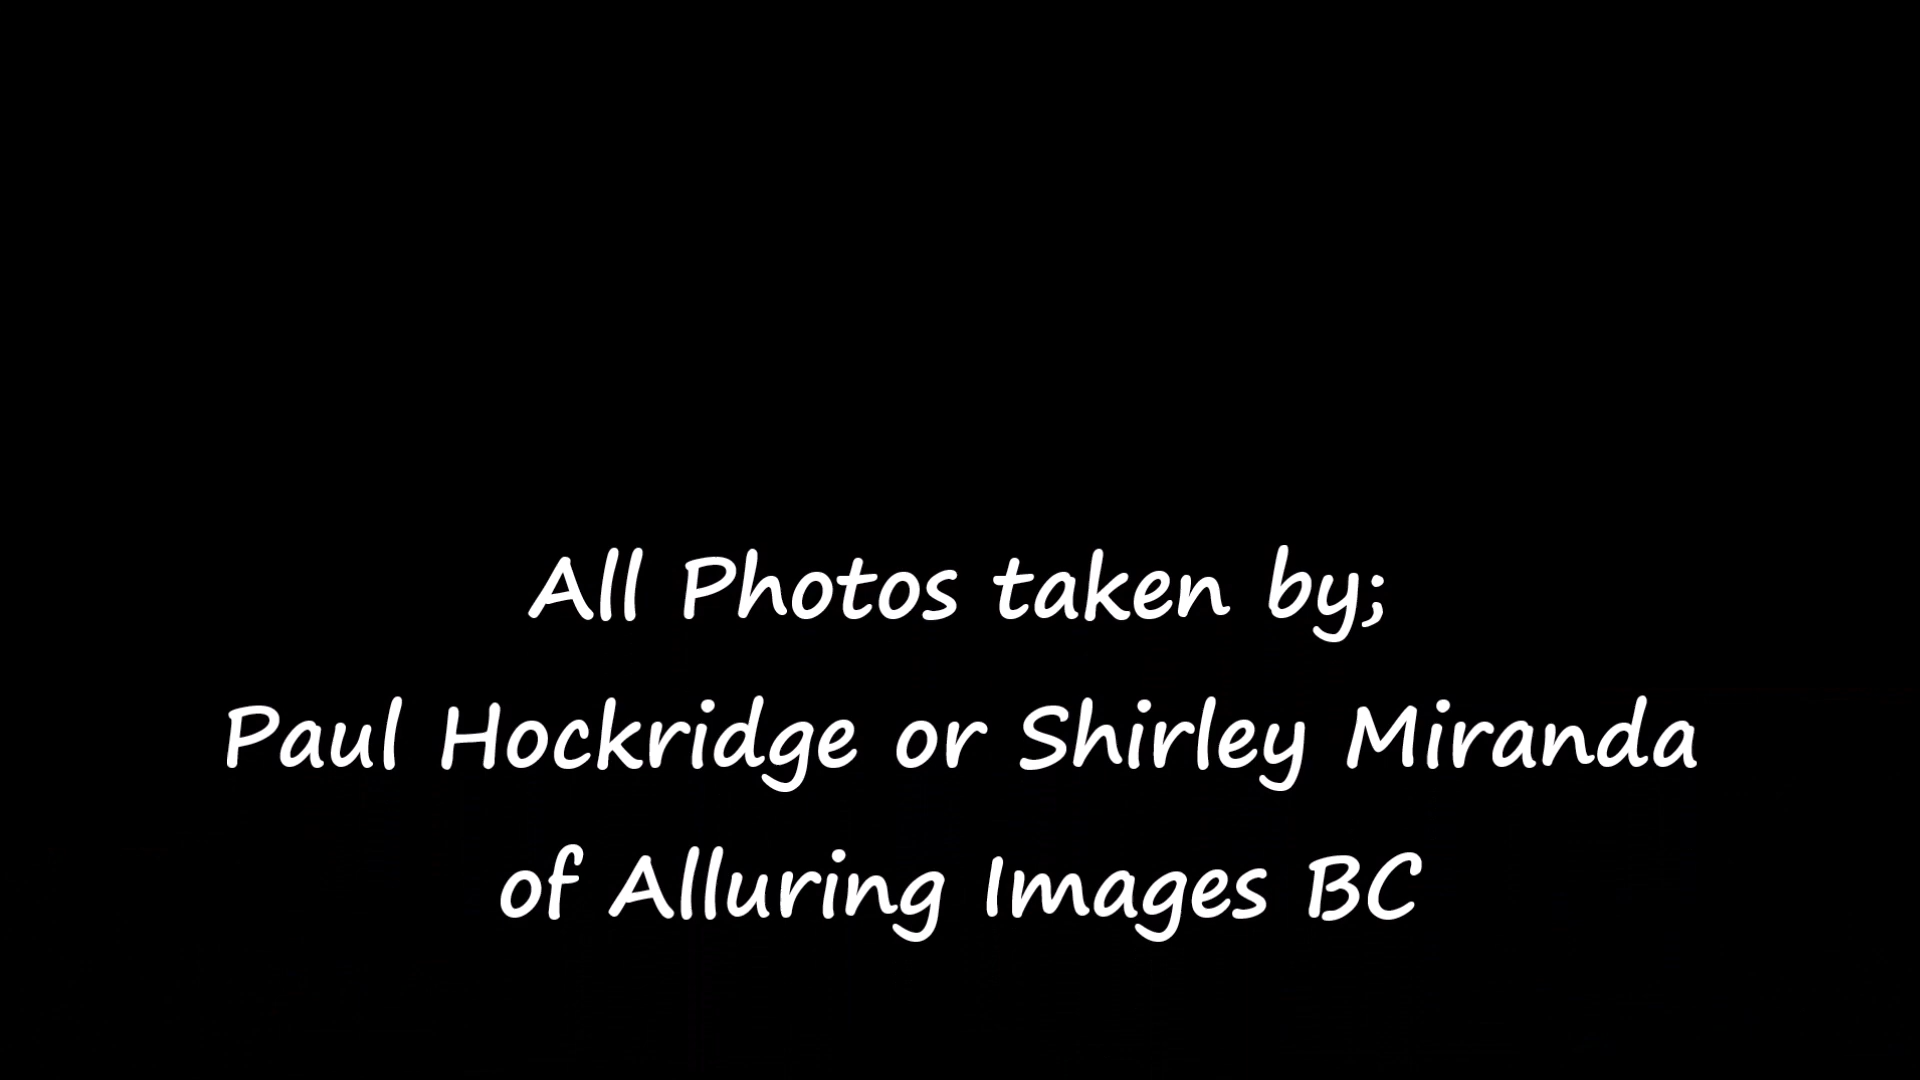 All Photos taken by;
Paul Hockridge or Shirley Miranda
of Alluring Images BC